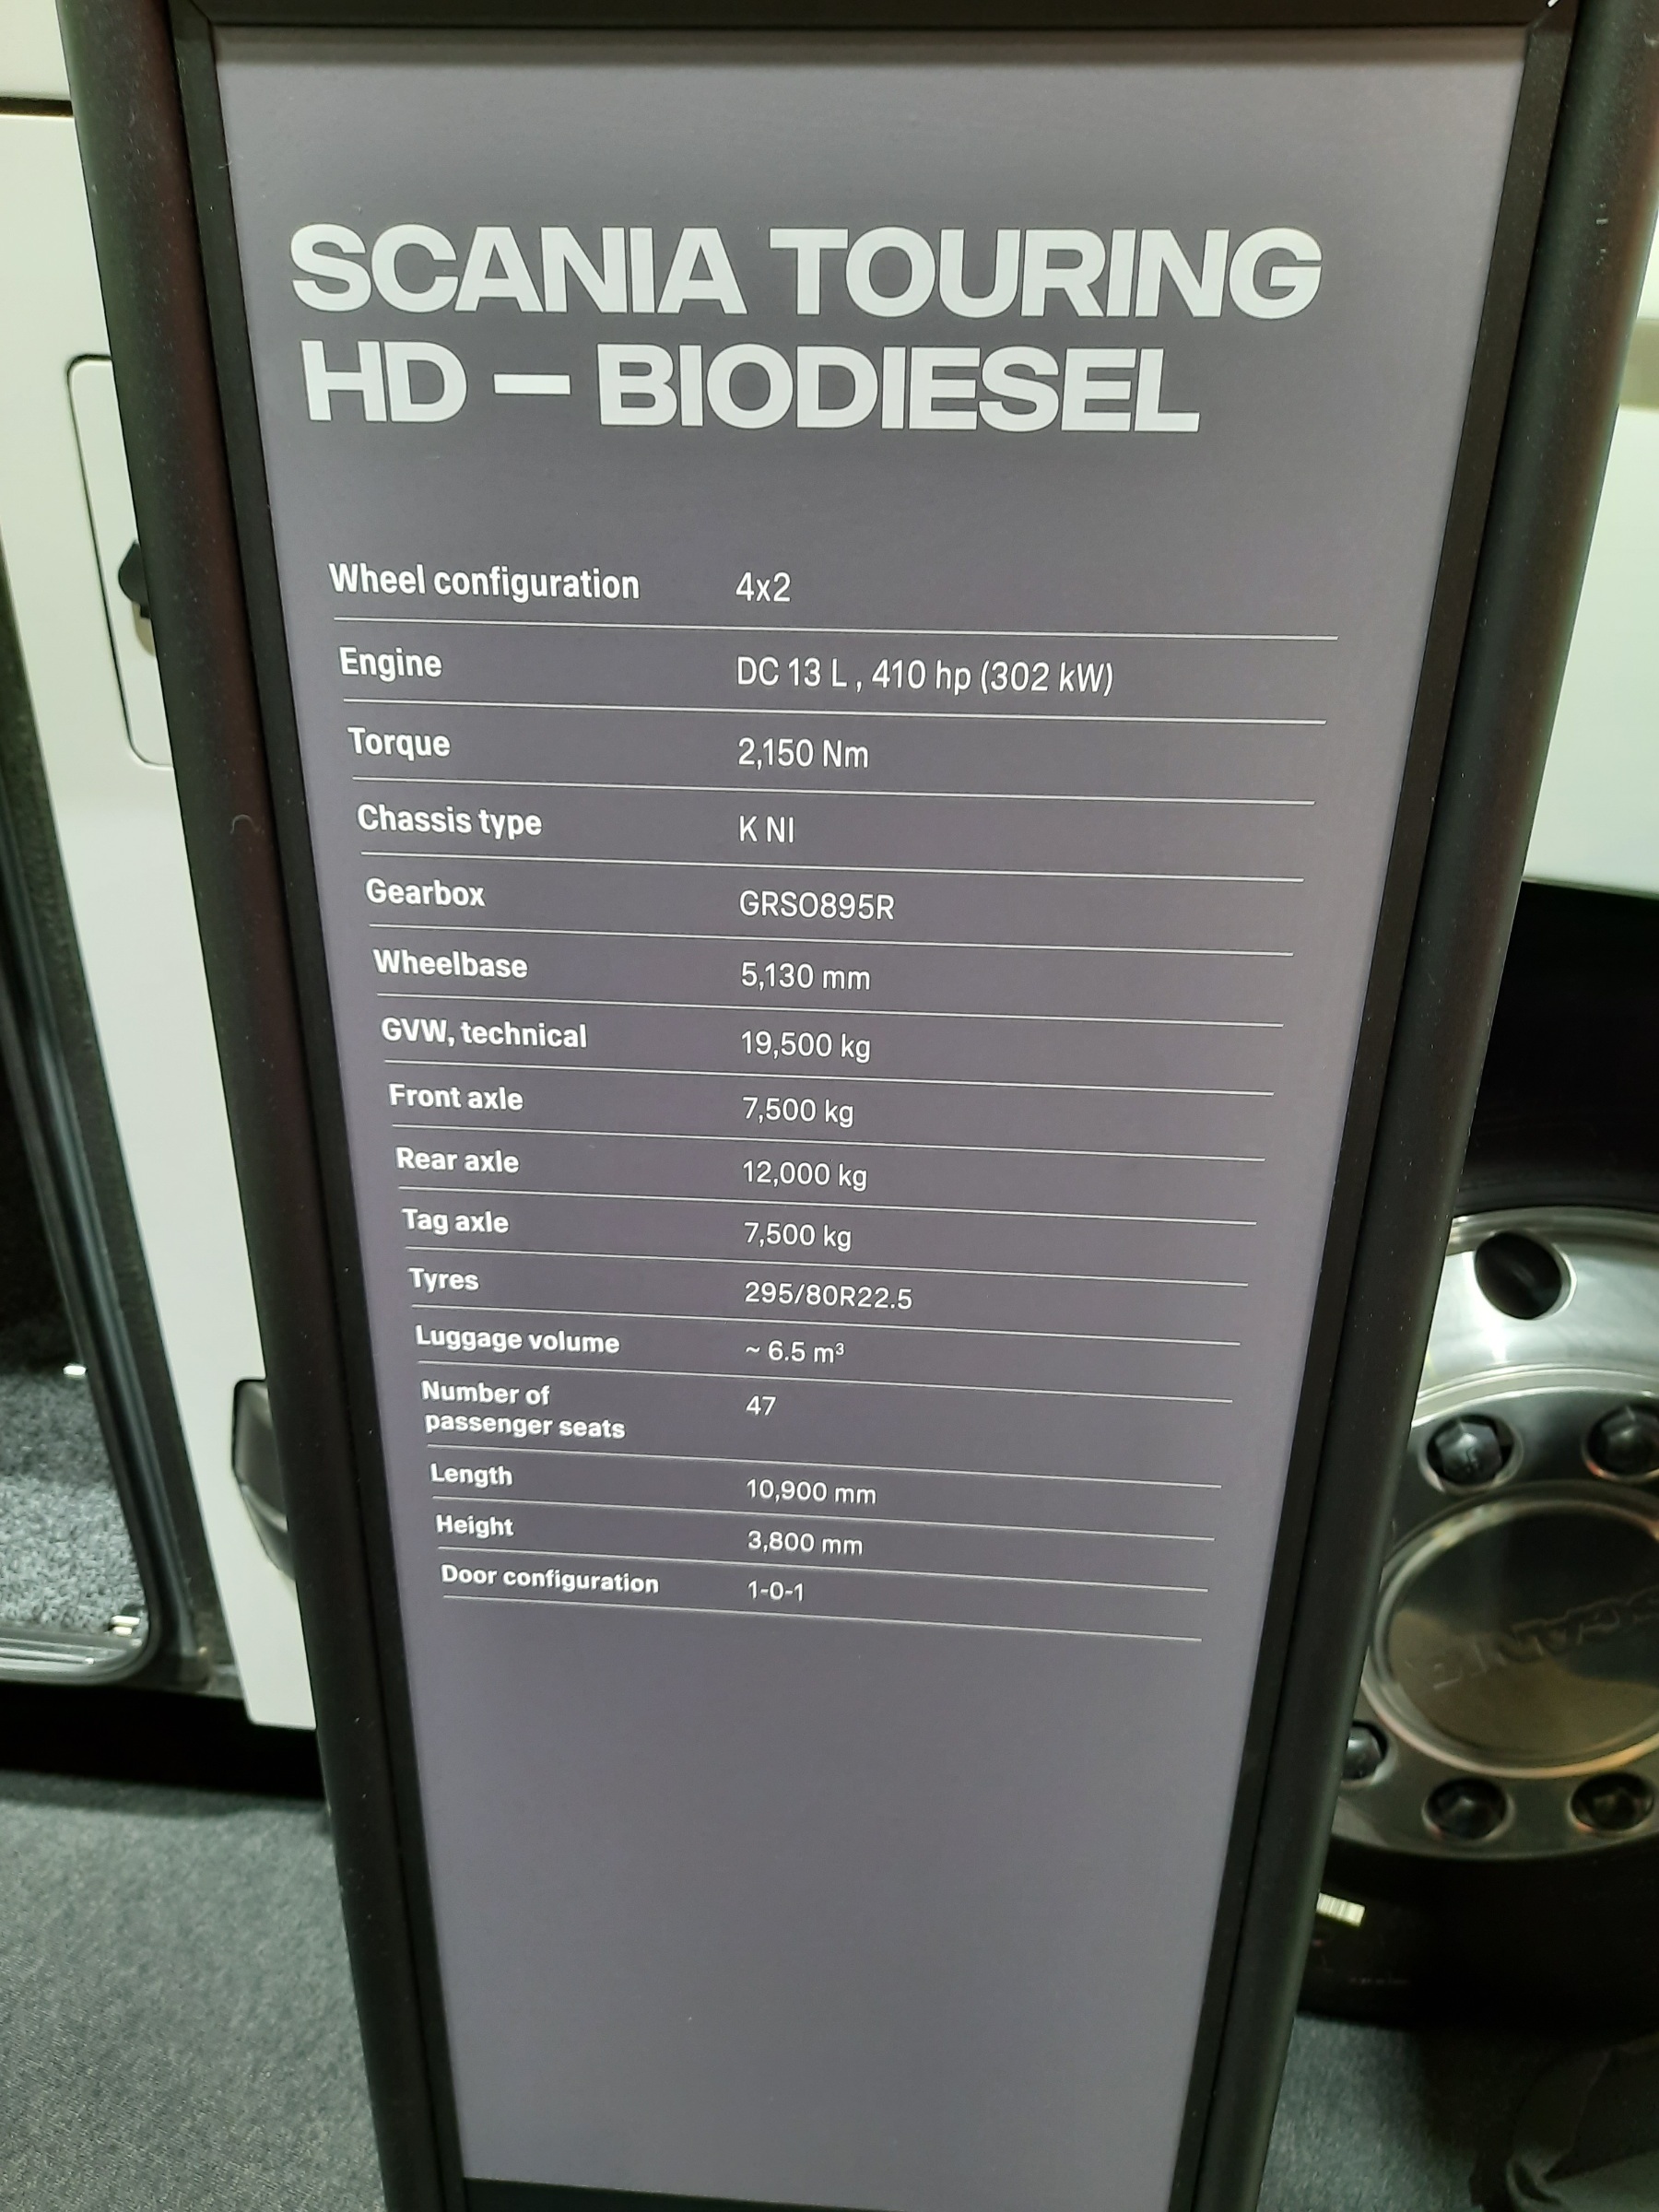 SCANIA TOURING
HD – BIODIESEL
Wheel configuration 4x2
Engine DC 13 L , 410 hp (302 kW)
Torque 2,150 Nm
Chassis type K NI
Gearbox GRSO895R
Wheelbase 5,130 mm
GVW, technical 19,500 kg
Front axle 7,500 kg
Rear axle 12,000 kg
Tag axle 7,500 kg
Tyres 295/80R22.5
Luggage volume ~ 6.5 m³
Number of 47
passenger seats
Length 10,900 mm
Height 3,800 mm
Door configuration 1-0-1
SCANIA